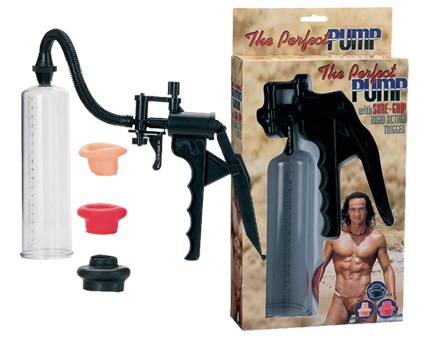 The Perfect PUMP
The Perfect
PUMP
with SURE-GRIP
HAND ACTION
TRIGGER